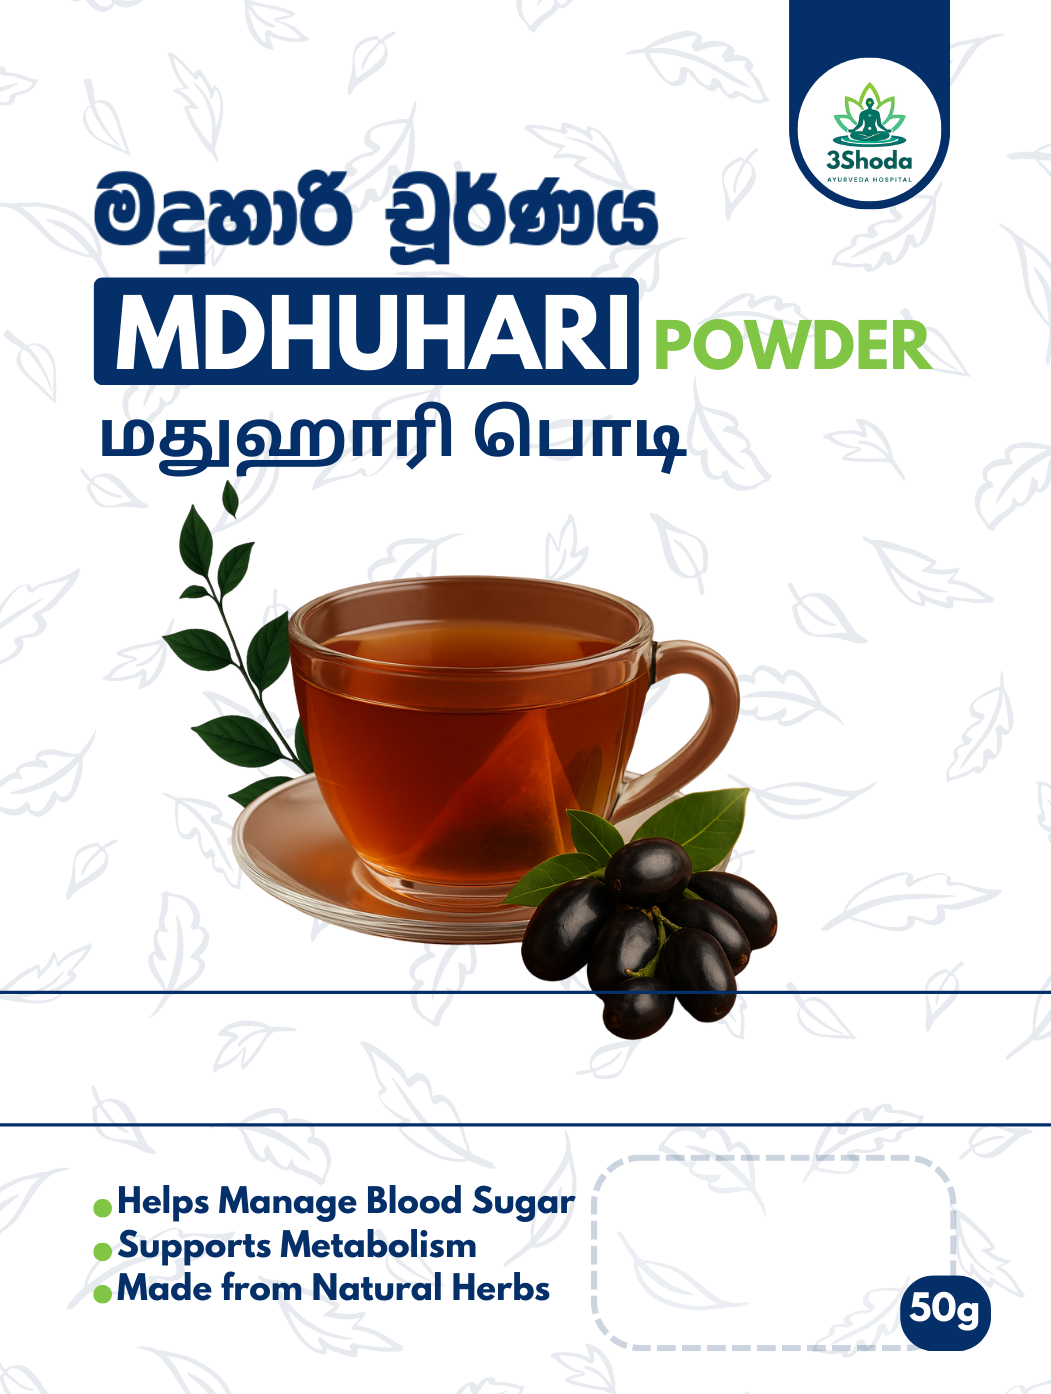 3Shoda
AYURVEDA HOSPITAL
මදුහාරි චූර්ණය
MDHUHARI POWDER
மதுஹாரி பொடி
Helps Manage Blood Sugar
Supports Metabolism
Made from Natural Herbs
50g